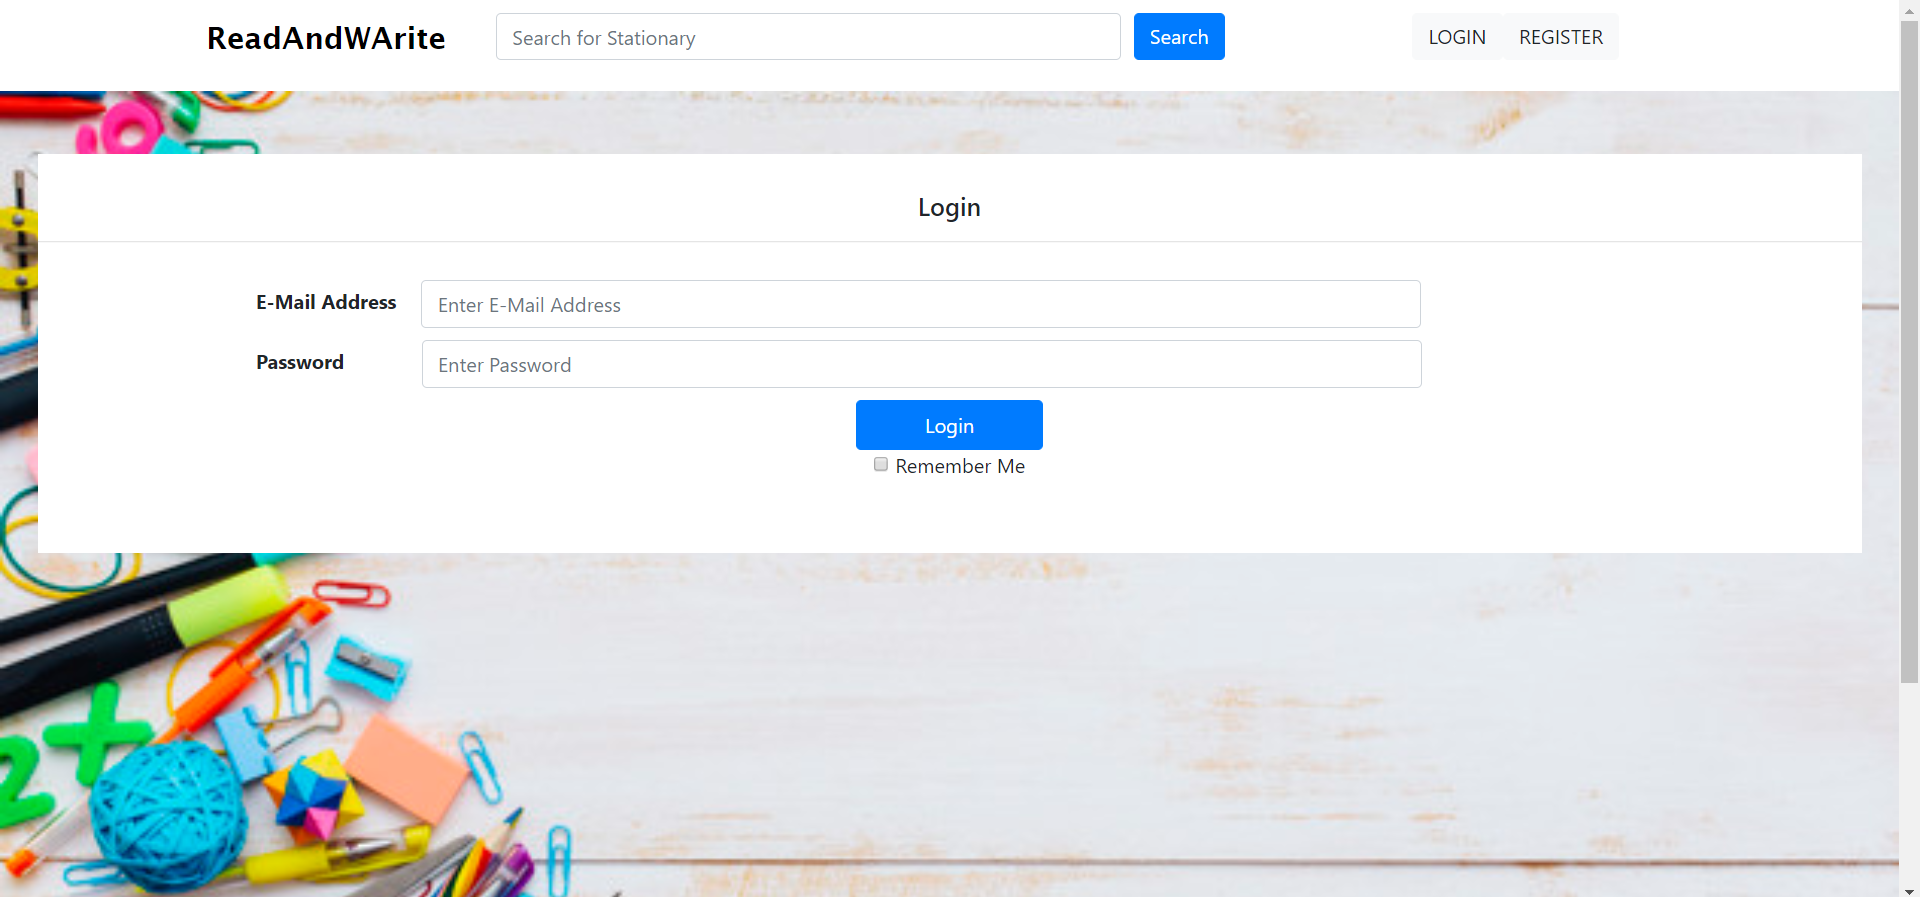 ReadAndWArite
Search for Stationary
Search
LOGIN
REGISTER
Login
E-Mail Address
Enter E-Mail Address
Password
Enter Password
Login
Remember Me
2